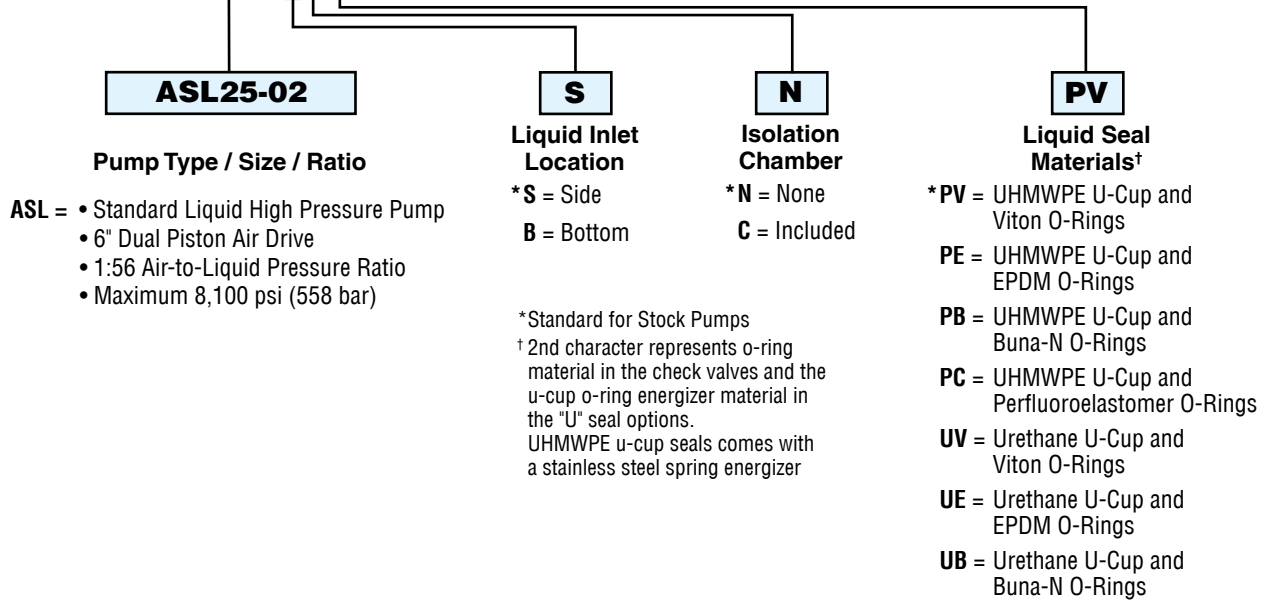 ASL25-02
Pump Type / Size / Ratio
ASL = • Standard Liquid High Pressure Pump
• 6" Dual Piston Air Drive
• 1:56 Air-to-Liquid Pressure Ratio
• Maximum 8,100 psi (558 bar)
S
Liquid Inlet
Location
*S = Side
B = Bottom
N
Isolation
Chamber
*N = None
C = Included
*Standard for Stock Pumps
† 2nd character represents o-ring
material in the check valves and the
u-cup o-ring energizer material in
the "U" seal options.
UHMWPE u-cup seals comes with
a stainless steel spring energizer
PV
Liquid Seal
Materials†
*PV = UHMWPE U-Cup and
Viton O-Rings
PE = UHMWPE U-Cup and
EPDM O-Rings
PB = UHMWPE U-Cup and
Buna-N O-Rings
PC = UHMWPE U-Cup and
Perfluoroelastomer O-Rings
UV = Urethane U-Cup and
Viton O-Rings
UE = Urethane U-Cup and
EPDM O-Rings
UB = Urethane U-Cup and
Buna-N O-Rings